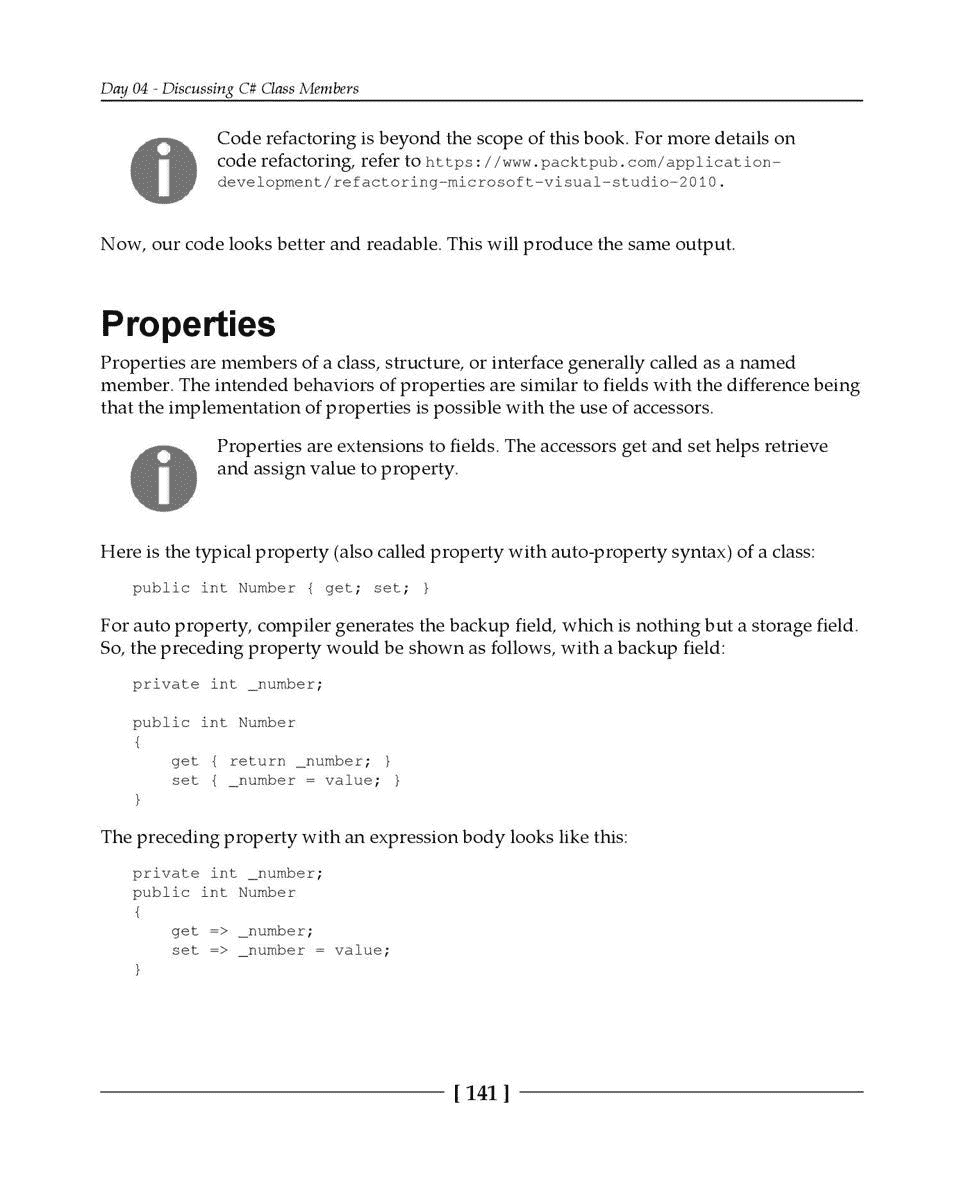 Day 04 - Discussing C# Class Members
Code refactoring is beyond the scope of this book. For more details on
code refactoring, refer to https://www.packtpub.com/application-
development/refactoring-microsoft-visual-studio-2010.
Now, our code looks better and readable. This will produce the same output.
Properties
Properties are members of a class, structure, or interface generally called as a named
member. The intended behaviors of properties are similar to fields with the difference being
that the implementation of properties is possible with the use of accessors.
Properties are extensions to fields. The accessors get and set helps retrieve
and assign value to property.
Here is the typical property (also called property with auto-property syntax) of a class:
public int Number { get; set; }
For auto property, compiler generates the backup field, which is nothing but a storage field.
So, the preceding property would be shown as follows, with a backup field:
private int _number;
public int Number
{
get { return _number; }
set { _number = value; }
}
The preceding property with an expression body looks like this:
private int _number;
public int Number
{
get => _number;
set => _number = value;
}
[ 141 ]